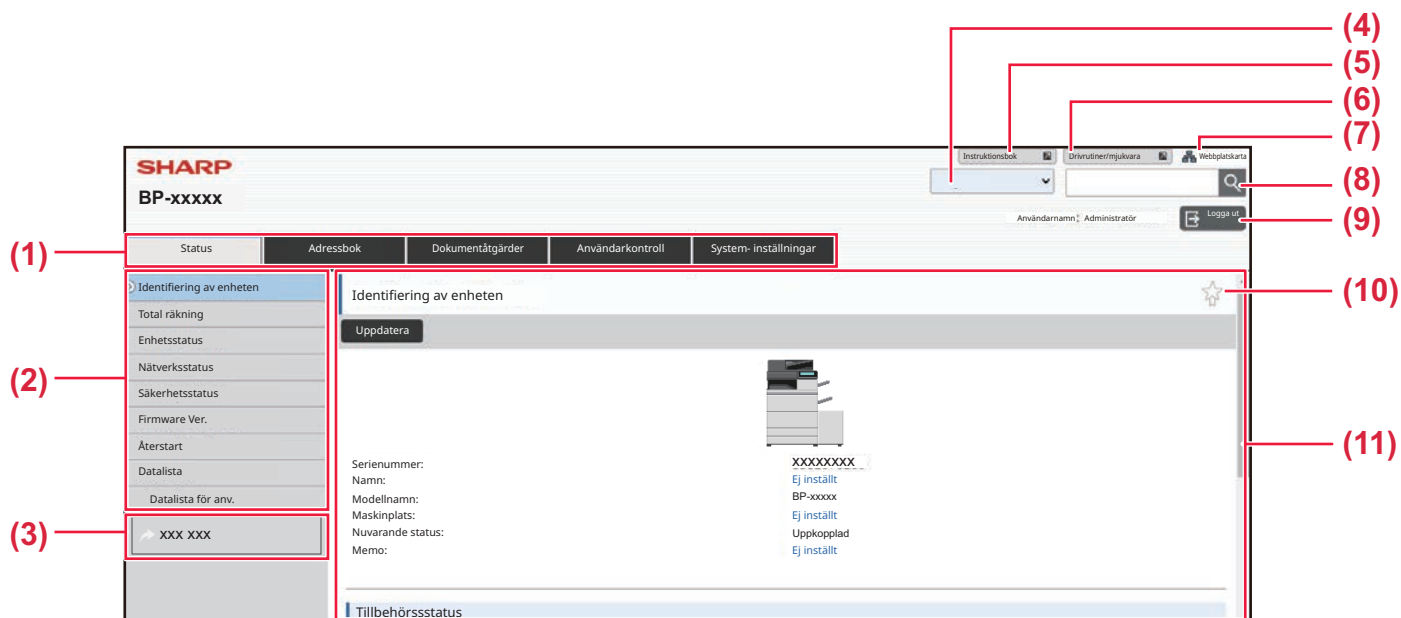 (4)
(5)
(6)
(7)
Instruktionsbok Drivrutiner/mjukvara Webbplatskarta
SHARP
(8)
BP-xxxxx
Användarnamn: Administratör Logga ut
(9)
(1)
Status Adressbok Dokumentåtgärder Användarkontroll System- inställningar
Identifiering av enheten
Identifiering av enheten
(10)
Total räkning
Uppdatera
Enhetsstatus
Nätverksstatus
(2)
Säkerhetsstatus
Firmware Ver.
Återstart
(11)
Datalista
Datalista för anv.
Serienummer: XXXXXXXX
Namn: Ej inställt
Modellnamn: BP-xxxxx
Maskinplats: Ej inställt
Nuvarande status: Uppkopplad
Memo: Ej inställt
(3)
XXX XXX
Tillbehörssstatus